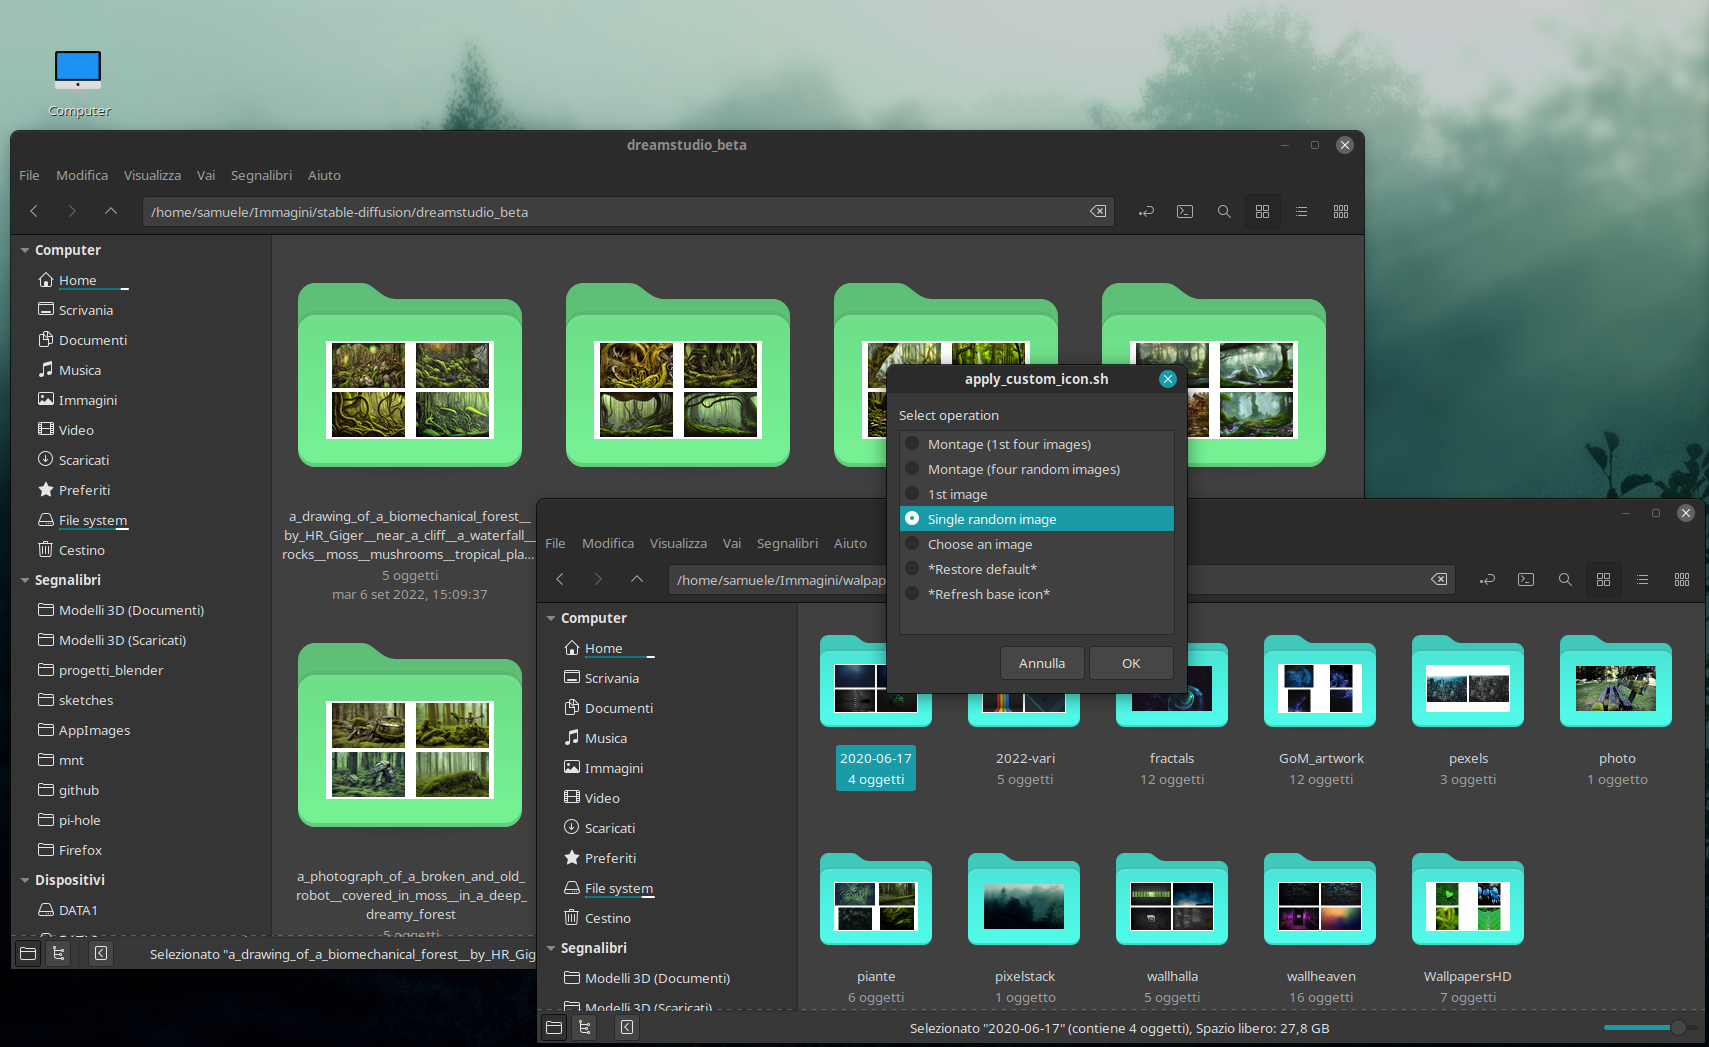 Computer
dreamstudio_beta
File Modifica Visualizza Vai Segnalibri Aiuto
/home/samuele/Immagini/stable-diffusion/dreamstudio_beta
Computer
Home
Scrivania
Documenti
Musica
Immagini
Video
Scaricati
Preferiti
File system
Cestino
Segnalibri
Modelli 3D (Documenti)
Modelli 3D (Scaricati)
progetti_blender
sketches
AppImages
mnt
github
pi-hole
Firefox
Dispositivi
DATA1
a_drawing_of_a_biomechanical_forest__
by_HR_Giger__near_a_cliff__a_waterfall__
rocks__moss__mushrooms__tropical_pla...
5 oggetti
mar 6 set 2022, 15:09:37
a_photograph_of_a_broken_and_old_
robot__covered_in_moss__in_a_deep_
dreamy_forest
5 oggetti
Selezionato "a_drawing_of_a_biomechanical_forest__by_HR_Gig
apply_custom_icon.sh
Select operation
Montage (1st four images)
Montage (four random images)
1st image
Single random image
Choose an image
*Restore default*
*Refresh base icon*
Annulla OK
File Modifica Visualizza Vai Segnalibri Aiuto
/home/samuele/Immagini/walpap
Computer
Home
Scrivania
Documenti
Musica
Immagini
Video
Scaricati
Preferiti
File system
Cestino
Segnalibri
Modelli 3D (Documenti)
Modelli 3D (Scaricati)
2020-06-17
4 oggetti
2022-vari
5 oggetti
fractals
12 oggetti
GoM_artwork
12 oggetti
pexels
3 oggetti
photo
1 oggetto
piante
6 oggetti
pixelstack
1 oggetto
wallhalla
5 oggetti
wallheaven
16 oggetti
WallpapersHD
7 oggetti
Selezionato "2020-06-17" (contiene 4 oggetti), Spazio libero: 27,8 GB